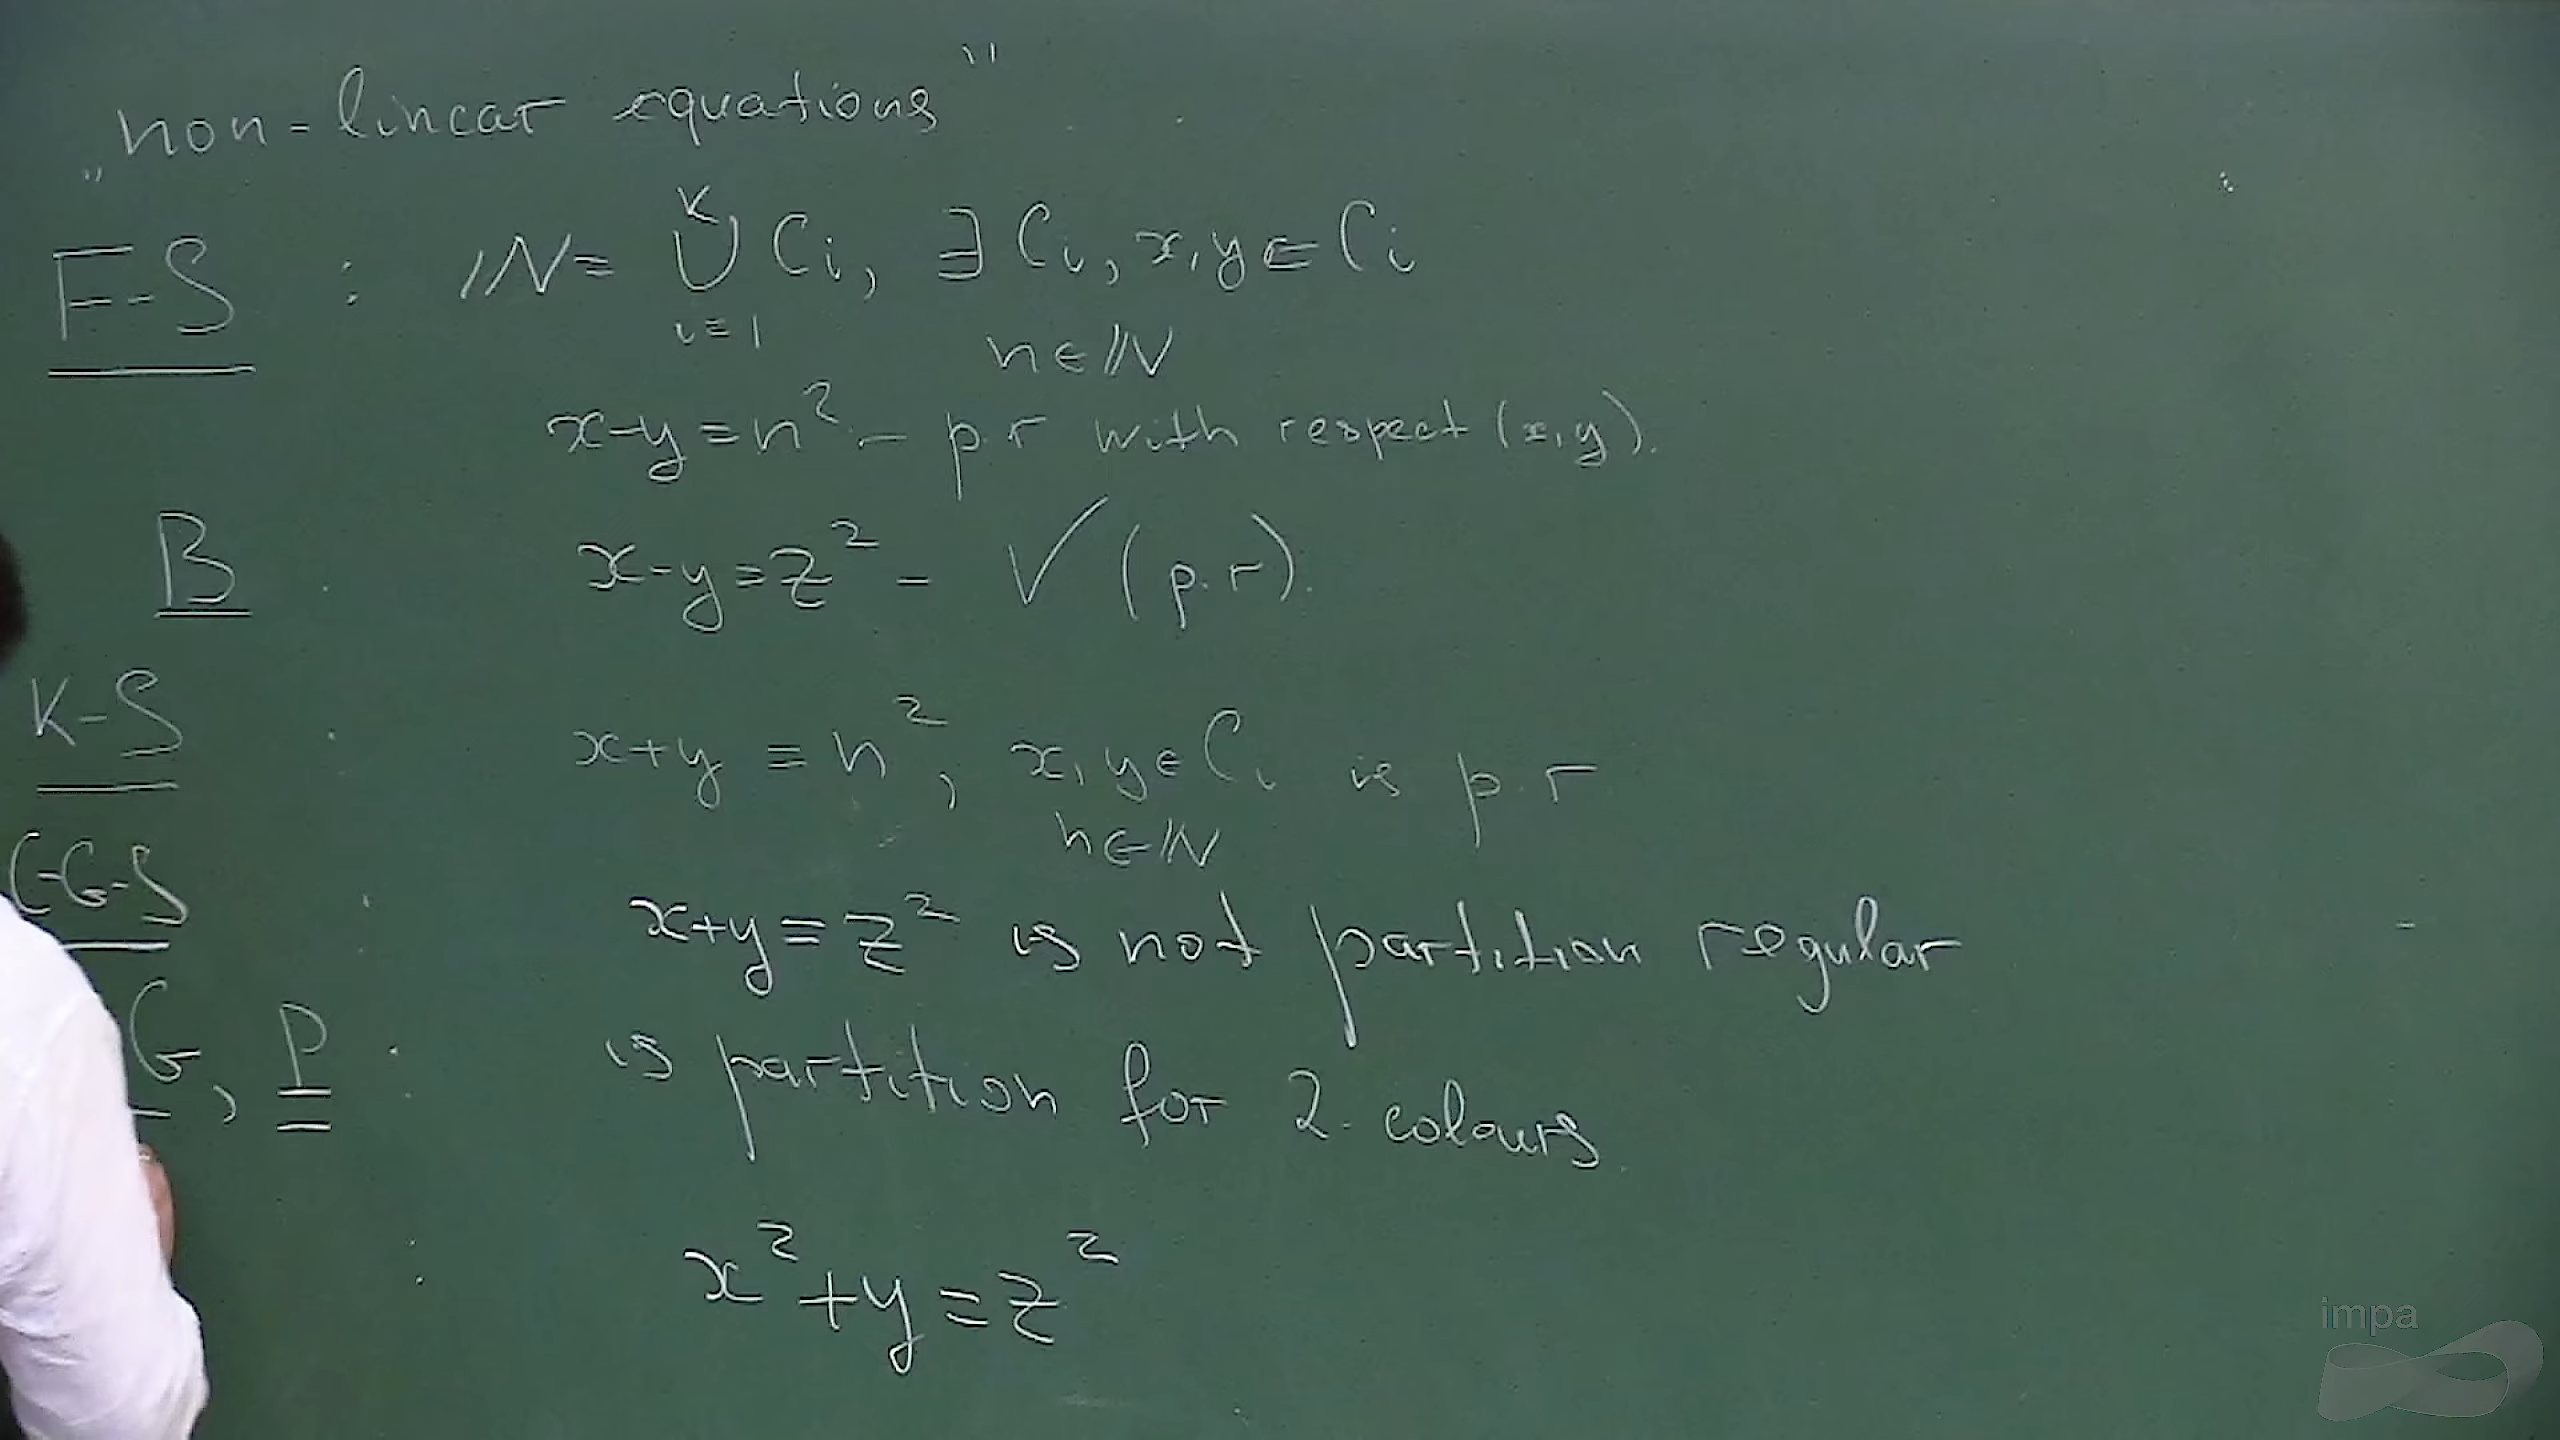 „non-linear equations"
F-S : ℕ = ⋃_{i=1}^{K} C_i, ∃ C_i, x,y ∈ C_i
n ∈ ℕ
x-y = n² - p.r with respect (x,y).
B . x-y = z² - ✓ (p.r).
K-S . x+y = n², x,y ∈ C_i is p.r
n ∈ ℕ
C-G-S . x+y = z² is not partition regular
G, P : is partition for 2-colours.
: x²+y = z²
impa